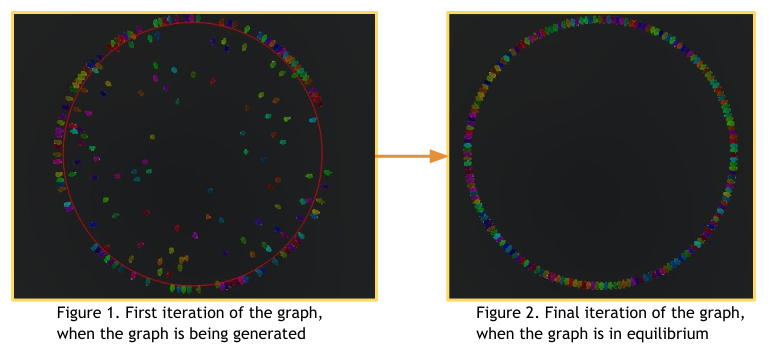 Figure 1. First iteration of the graph,
when the graph is being generated
Figure 2. Final iteration of the graph,
when the graph is in equilibrium